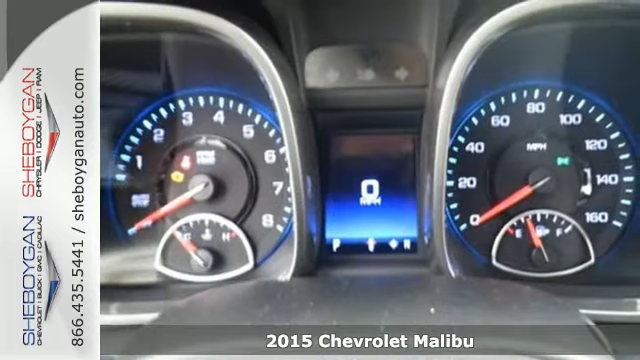 SHEBOYGAN
CHRYSLER | DODGE | JEEP | RAM
SHEBOYGAN
CHEVROLET | BUICK | GMC | CADILLAC
866.435.5441 / sheboyganauto.com
1 2 3 4 5 6 7 8
C H
0
MPH
P N
0 20 40 60 80 100 120 140 160
MPH
E F
2015 Chevrolet Malibu